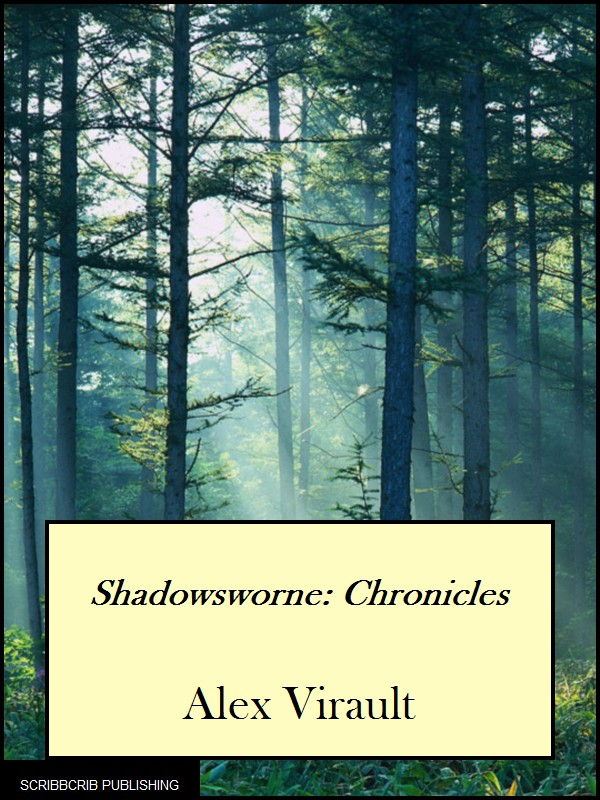 Shadowsworne: Chronicles
Alex Virault
SCRIBBCRIB PUBLISHING